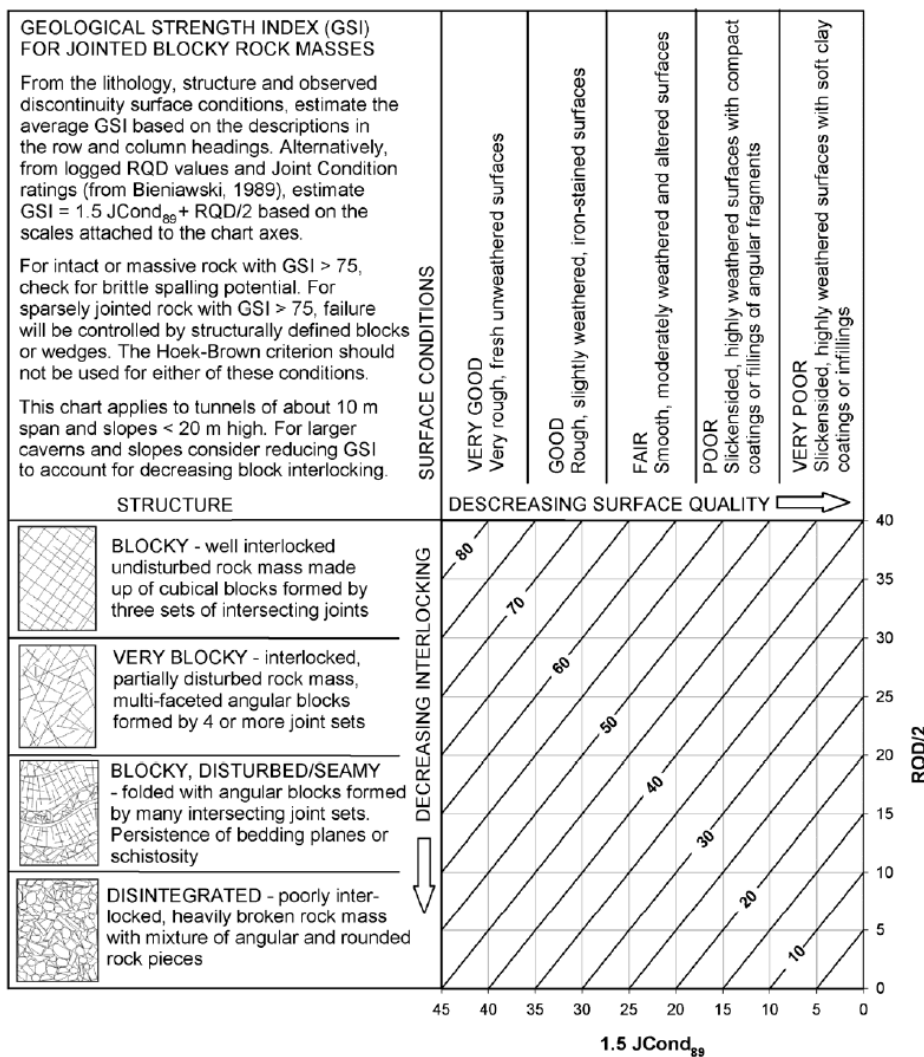 GEOLOGICAL STRENGTH INDEX (GSI)
FOR JOINTED BLOCKY ROCK MASSES
From the lithology, structure and observed
discontinuity surface conditions, estimate the
average GSI based on the descriptions in
the row and column headings. Alternatively,
from logged RQD values and Joint Condition
ratings (from Bieniawski, 1989), estimate
GSI = 1.5 JCond₈₉ + RQD/2 based on the
scales attached to the chart axes.
For intact or massive rock with GSI > 75,
check for brittle spalling potential. For
sparsely jointed rock with GSI > 75, failure
will be controlled by structurally defined blocks
or wedges. The Hoek-Brown criterion should
not be used for either of these conditions.
This chart applies to tunnels of about 10 m
span and slopes < 20 m high. For larger
caverns and slopes consider reducing GSI
to account for decreasing block interlocking.
SURFACE CONDITIONS
VERY GOOD
Very rough, fresh unweathered surfaces
GOOD
Rough, slightly weathered, iron-stained surfaces
FAIR
Smooth, moderately weathered and altered surfaces
POOR
Slickensided, highly weathered surfaces with compact
coatings or fillings of angular fragments
VERY POOR
Slickensided, highly weathered surfaces with soft clay
coatings or infillings
STRUCTURE
DESCREASING SURFACE QUALITY
BLOCKY - well interlocked
undisturbed rock mass made
up of cubical blocks formed by
three sets of intersecting joints
VERY BLOCKY - interlocked,
partially disturbed rock mass,
multi-faceted angular blocks
formed by 4 or more joint sets
BLOCKY, DISTURBED/SEAMY
- folded with angular blocks formed
by many intersecting joint sets.
Persistence of bedding planes or
schistosity
DISINTEGRATED - poorly inter-
locked, heavily broken rock mass
with mixture of angular and rounded
rock pieces
DECREASING INTERLOCKING
80
70
60
50
40
30
20
10
40
35
30
25
20
15
10
5
0
RQD/2
45 40 35 30 25 20 15 10 5 0
1.5 JCond₈₉